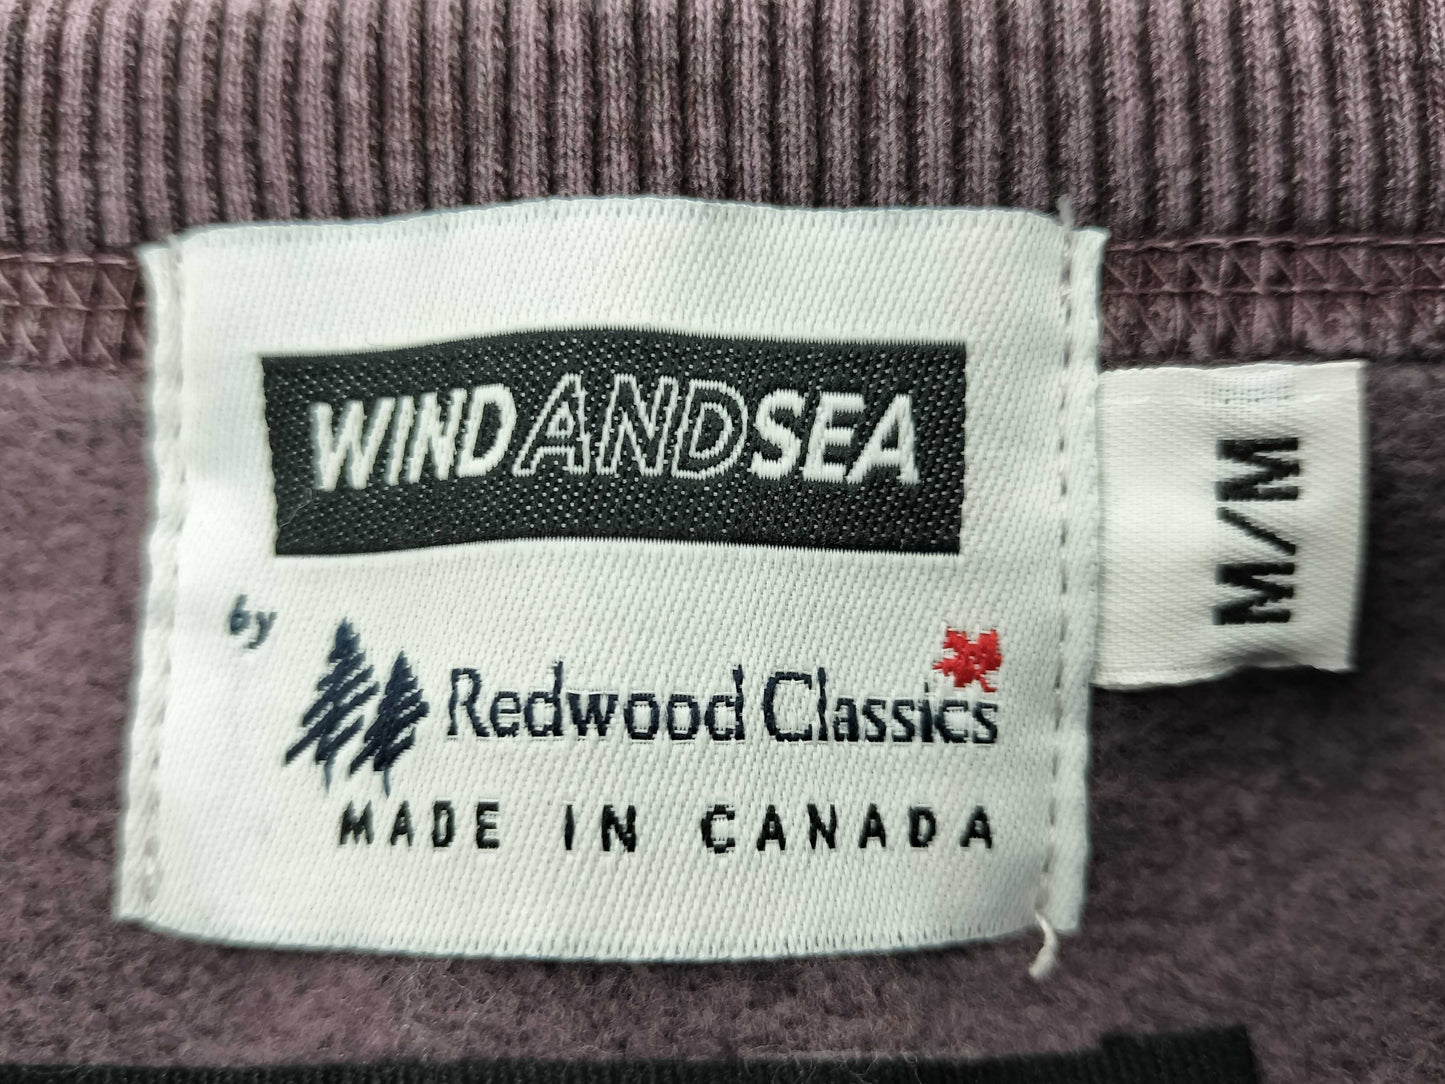 WINDANDSEA
by
Redwood Classics
MADE IN CANADA
M/M